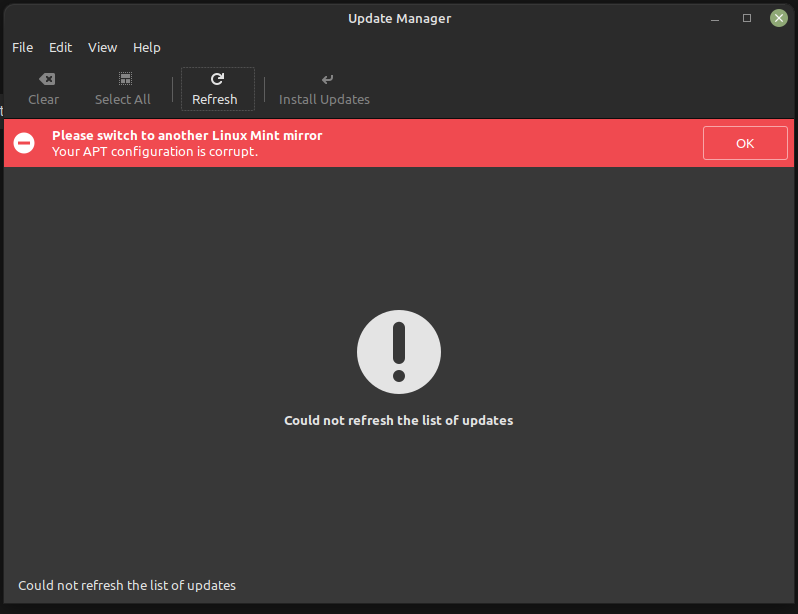 Update Manager
File Edit View Help
Clear Select All Refresh Install Updates
Please switch to another Linux Mint mirror
Your APT configuration is corrupt.
OK
Could not refresh the list of updates
Could not refresh the list of updates